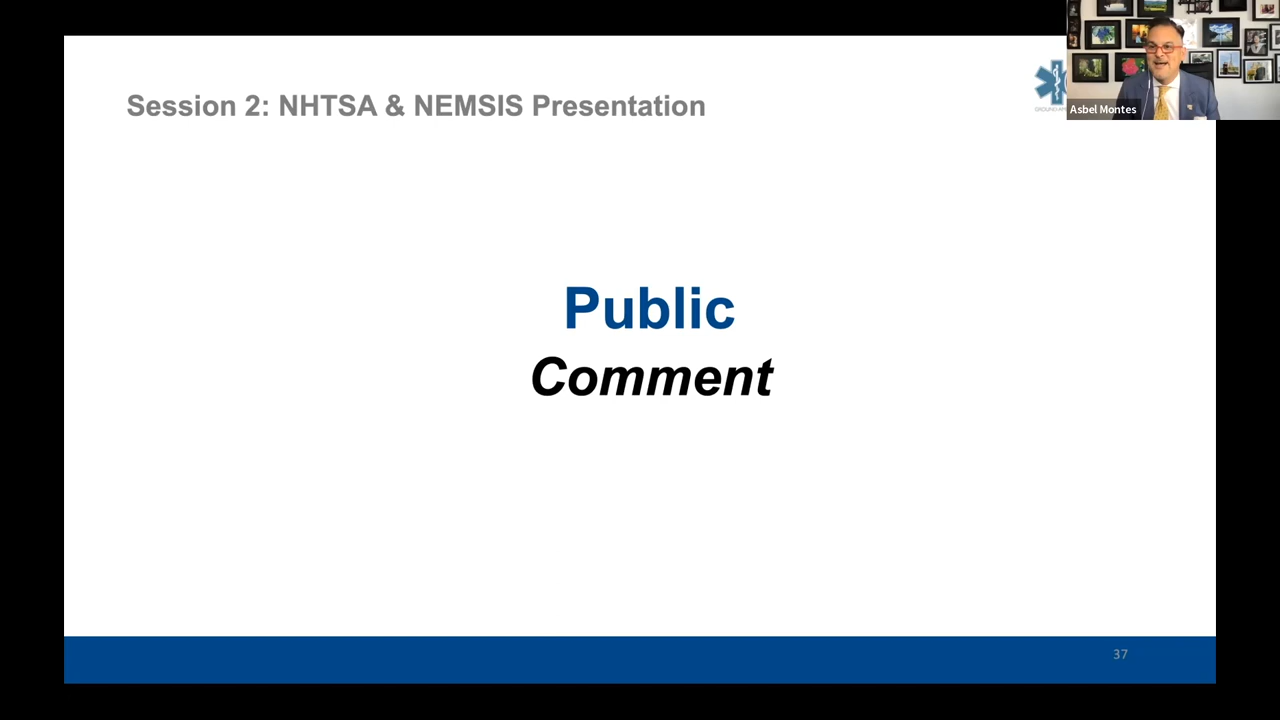 Session 2: NHTSA & NEMSIS Presentation
Asbel Montes
Public
Comment
37